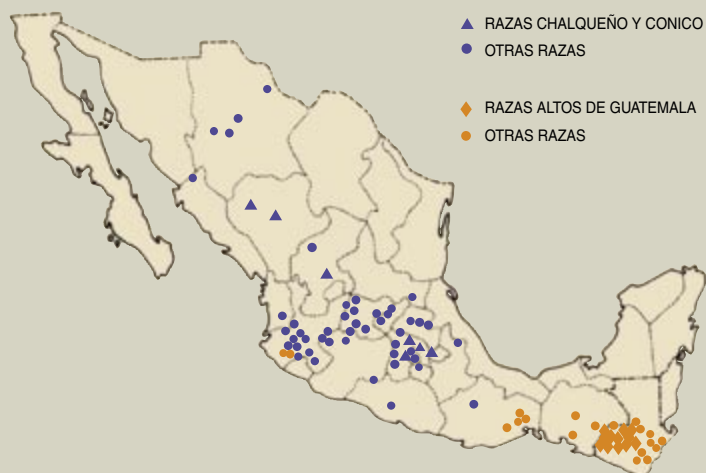 RAZAS CHALQUEÑO Y CONICO
OTRAS RAZAS
RAZAS ALTOS DE GUATEMALA
OTRAS RAZAS